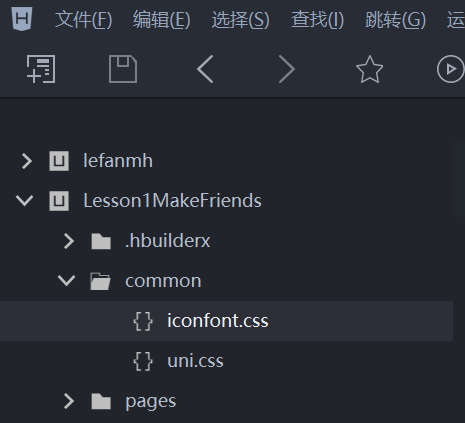 文件(F) 编辑(E) 选择(S) 查找(I) 跳转(G) 运
lefanmh
Lesson1MakeFriends
.hbuilderx
common
iconfont.css
uni.css
pages